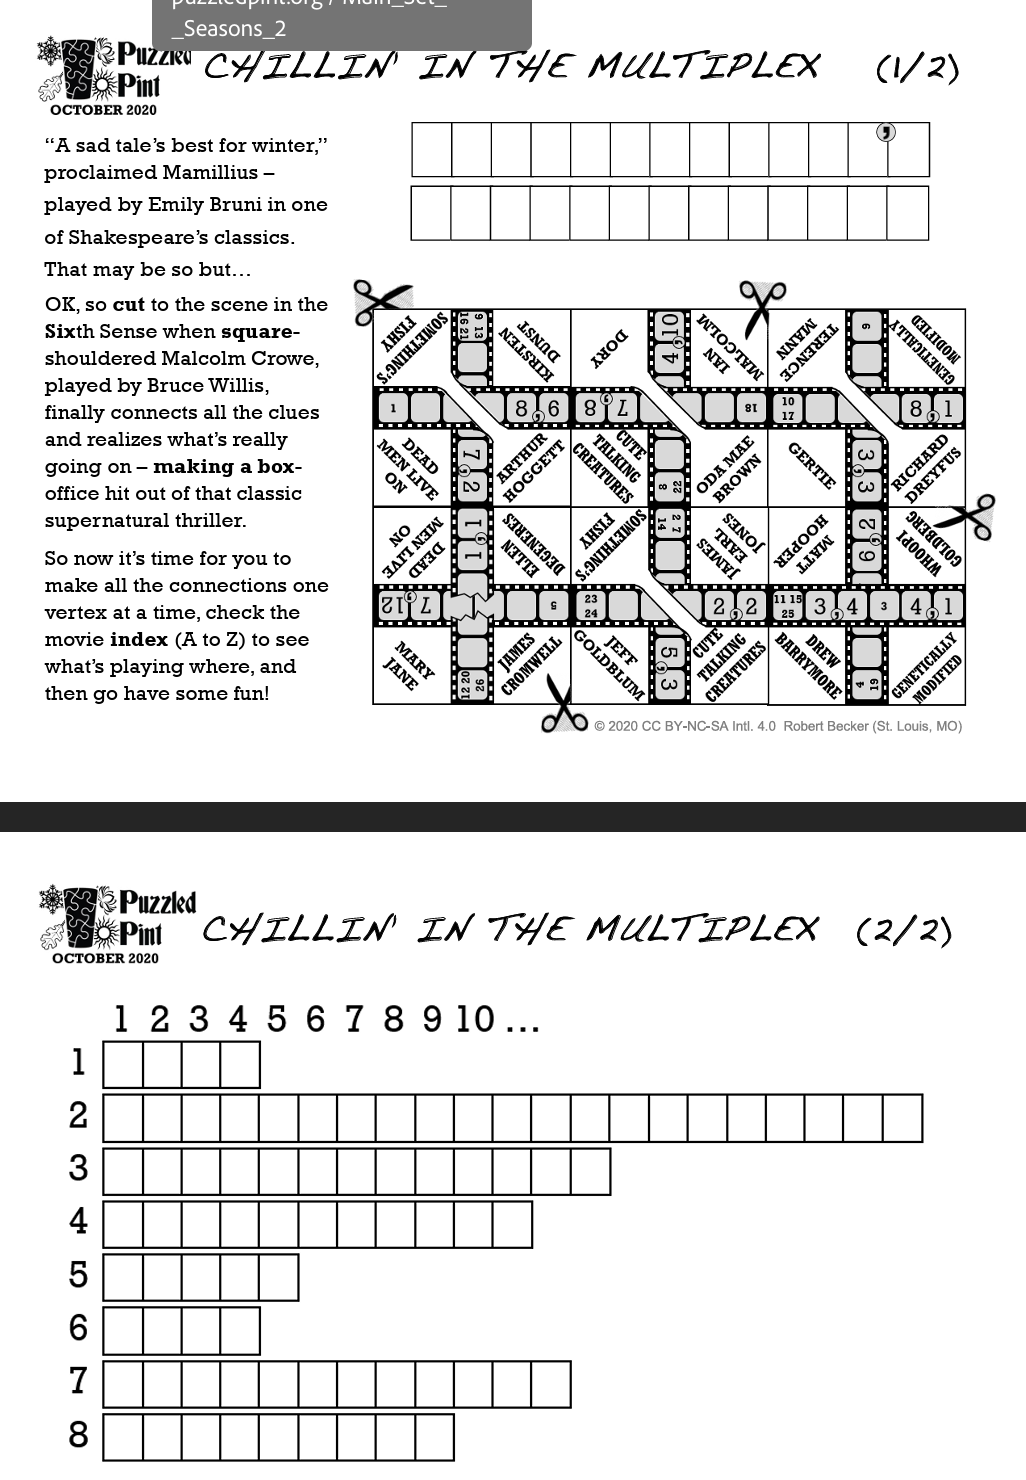 puzzledpint.org / Main_Set_
_Seasons_2
Puzzled
Pint
OCTOBER 2020
CHILLIN' IN THE MULTIPLEX (1/2)
“A sad tale’s best for winter,”
proclaimed Mamillius –
played by Emily Bruni in one
of Shakespeare’s classics.
That may be so but…
OK, so cut to the scene in the
Sixth Sense when square-
shouldered Malcolm Crowe,
played by Bruce Willis,
finally connects all the clues
and realizes what’s really
going on – making a box-
office hit out of that classic
supernatural thriller.
So now it’s time for you to
make all the connections one
vertex at a time, check the
movie index (A to Z) to see
what’s playing where, and
then go have some fun!
,
SOMETHING'S
FISHY
9 13
16 21
KIRSTEN
DUNST
DORY
10,4
IAN
MALCOLM
TERENCE
MANN
6
GENETICALLY
MODIFIED
1
8,6
7,8
18
10
17
8,1
DEAD
MEN LIVE
ON
7,2
ARTHUR
HOGGETT
CUTE
TALKING
CREATURES
8
22
ODA MAE
BROWN
GERTIE
3,3
RICHARD
DREYFUS
DEAD
MEN LIVE
ON
1,1
ELLEN
DEGENERES
SOMETHING'S
FISHY
2 7
14
JAMES
EARL
JONES
MATT
HOOPER
2,6
WHOOPI
GOLDBERG
7,12
5
23
24
2,2
11 15
25
3,4
3
4,1
MARY
JANE
12 20
26
JAMES
CROMWELL
JEFF
GOLDBLUM
5,3
CUTE
TALKING
CREATURES
DREW
BARRYMORE
4
19
GENETICALLY
MODIFIED
© 2020 CC BY-NC-SA Intl. 4.0 Robert Becker (St. Louis, MO)
Puzzled
Pint
OCTOBER 2020
CHILLIN' IN THE MULTIPLEX (2/2)
1 2 3 4 5 6 7 8 9 10 ...
1
2
3
4
5
6
7
8